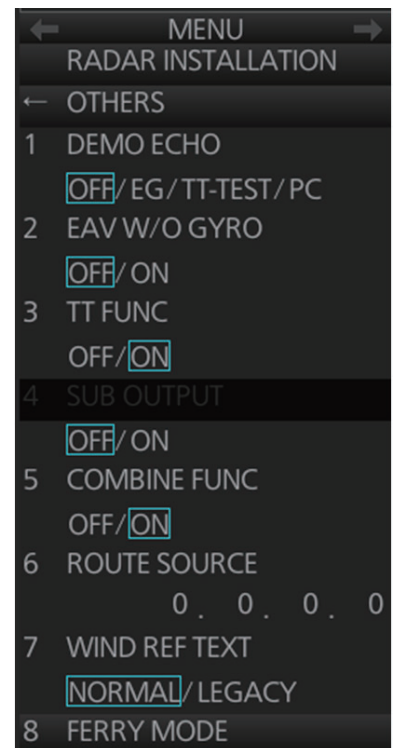 ← MENU →
RADAR INSTALLATION
← OTHERS
1 DEMO ECHO
OFF/EG/TT-TEST/PC
2 EAV W/O GYRO
OFF/ON
3 TT FUNC
OFF/ON
4 SUB OUTPUT
OFF/ON
5 COMBINE FUNC
OFF/ON
6 ROUTE SOURCE
0. 0. 0. 0
7 WIND REF TEXT
NORMAL/LEGACY
8 FERRY MODE